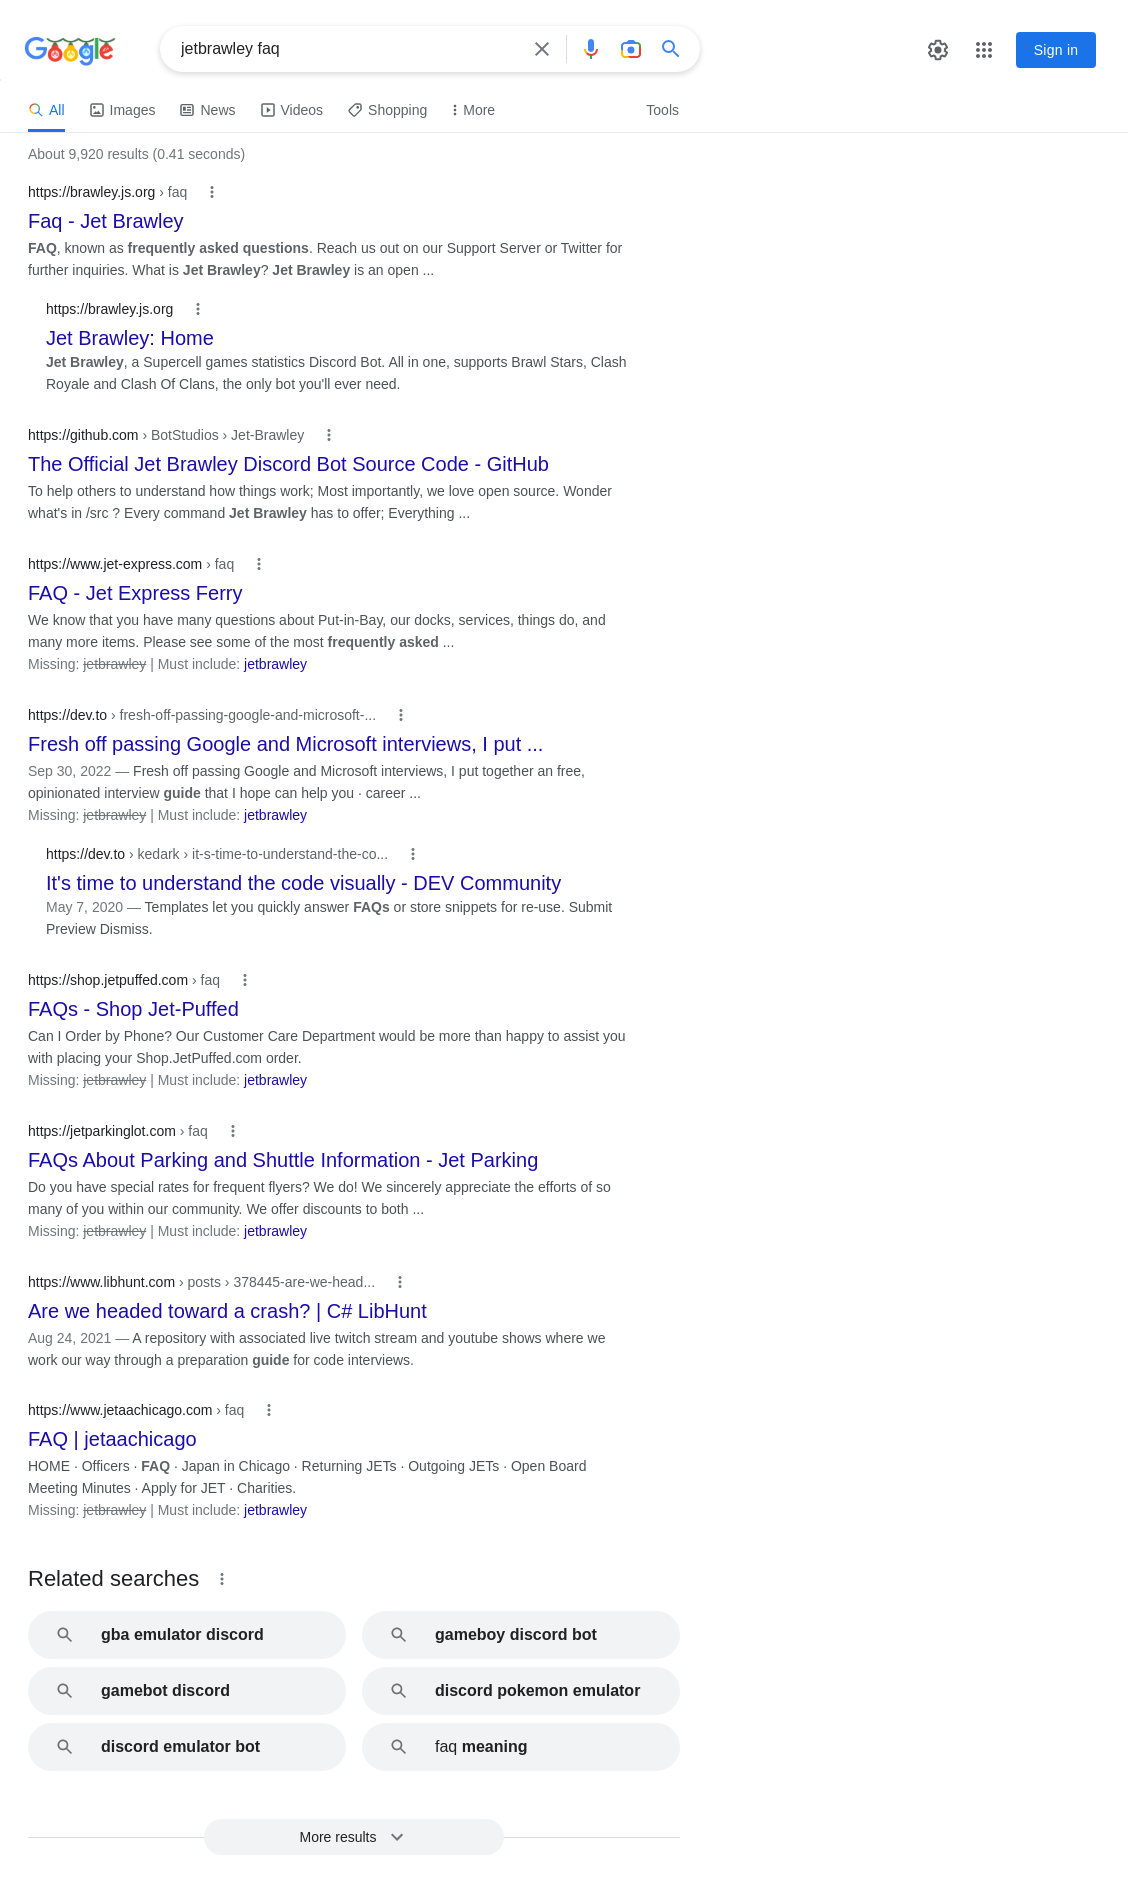 Google
jetbrawley faq
Sign in
All
Images
News
Videos
Shopping
More
Tools
About 9,920 results (0.41 seconds)
https://brawley.js.org › faq
Faq - Jet Brawley
FAQ, known as frequently asked questions. Reach us out on our Support Server or Twitter for
further inquiries. What is Jet Brawley? Jet Brawley is an open ...
https://brawley.js.org
Jet Brawley: Home
Jet Brawley, a Supercell games statistics Discord Bot. All in one, supports Brawl Stars, Clash
Royale and Clash Of Clans, the only bot you'll ever need.
https://github.com › BotStudios › Jet-Brawley
The Official Jet Brawley Discord Bot Source Code - GitHub
To help others to understand how things work; Most importantly, we love open source. Wonder
what's in /src ? Every command Jet Brawley has to offer; Everything ...
https://www.jet-express.com › faq
FAQ - Jet Express Ferry
We know that you have many questions about Put-in-Bay, our docks, services, things do, and
many more items. Please see some of the most frequently asked ...
Missing: jetbrawley | Must include: jetbrawley
https://dev.to › fresh-off-passing-google-and-microsoft-...
Fresh off passing Google and Microsoft interviews, I put ...
Sep 30, 2022 — Fresh off passing Google and Microsoft interviews, I put together an free,
opinionated interview guide that I hope can help you · career ...
Missing: jetbrawley | Must include: jetbrawley
https://dev.to › kedark › it-s-time-to-understand-the-co...
It's time to understand the code visually - DEV Community
May 7, 2020 — Templates let you quickly answer FAQs or store snippets for re-use. Submit
Preview Dismiss.
https://shop.jetpuffed.com › faq
FAQs - Shop Jet-Puffed
Can I Order by Phone? Our Customer Care Department would be more than happy to assist you
with placing your Shop.JetPuffed.com order.
Missing: jetbrawley | Must include: jetbrawley
https://jetparkinglot.com › faq
FAQs About Parking and Shuttle Information - Jet Parking
Do you have special rates for frequent flyers? We do! We sincerely appreciate the efforts of so
many of you within our community. We offer discounts to both ...
Missing: jetbrawley | Must include: jetbrawley
https://www.libhunt.com › posts › 378445-are-we-head...
Are we headed toward a crash? | C# LibHunt
Aug 24, 2021 — A repository with associated live twitch stream and youtube shows where we
work our way through a preparation guide for code interviews.
https://www.jetaachicago.com › faq
FAQ | jetaachicago
HOME · Officers · FAQ · Japan in Chicago · Returning JETs · Outgoing JETs · Open Board
Meeting Minutes · Apply for JET · Charities.
Missing: jetbrawley | Must include: jetbrawley
Related searches
gba emulator discord
gameboy discord bot
gamebot discord
discord pokemon emulator
discord emulator bot
faq meaning
More results